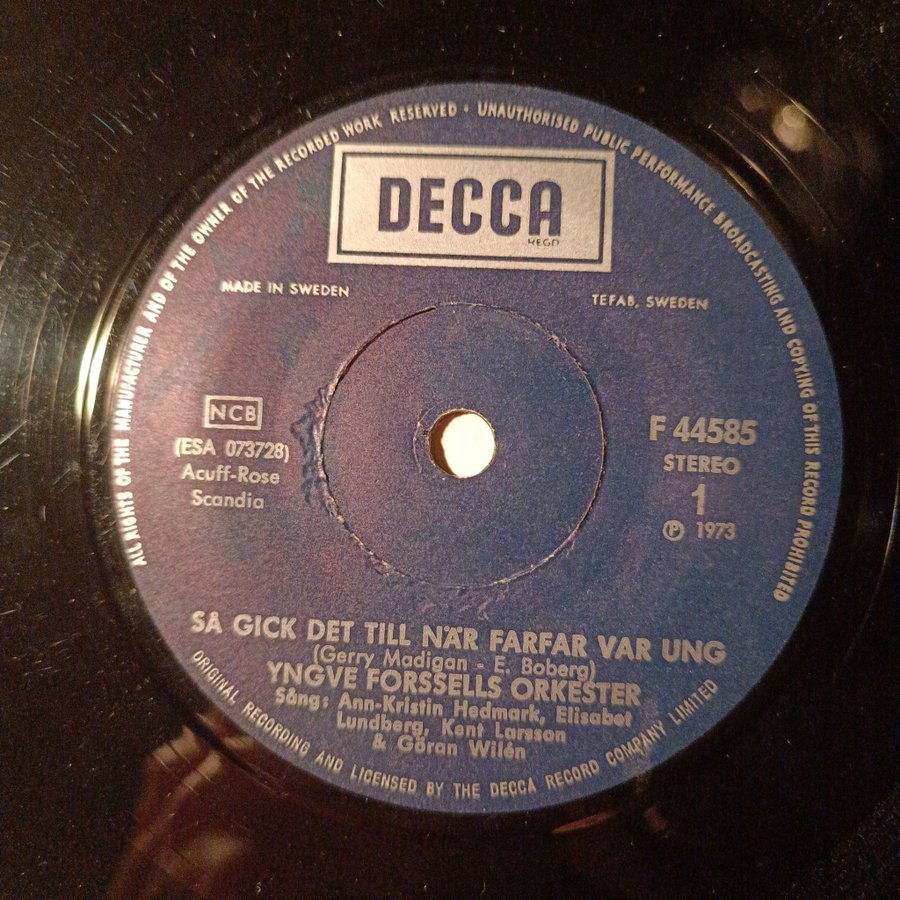 ALL RIGHTS OF THE MANUFACTURER AND OF THE OWNER OF THE RECORDED WORK RESERVED • UNAUTHORISED PUBLIC PERFORMANCE BROADCASTING AND COPYING OF THIS RECORD PROHIBITED
DECCA
REGD
MADE IN SWEDEN
TEFAB, SWEDEN
NCB
(ESA 073728)
Acuff-Rose
Scandia
F 44585
STEREO
1
℗ 1973
SÅ GICK DET TILL NÄR FARFAR VAR UNG
(Gerry Madigan - E. Boberg)
YNGVE FORSSELLS ORKESTER
Sång: Ann-Kristin Hedmark, Elisabet
Lundberg, Kent Larsson
& Göran Wilén
ORIGINAL RECORDING AND LICENSED BY THE DECCA RECORD COMPANY LIMITED